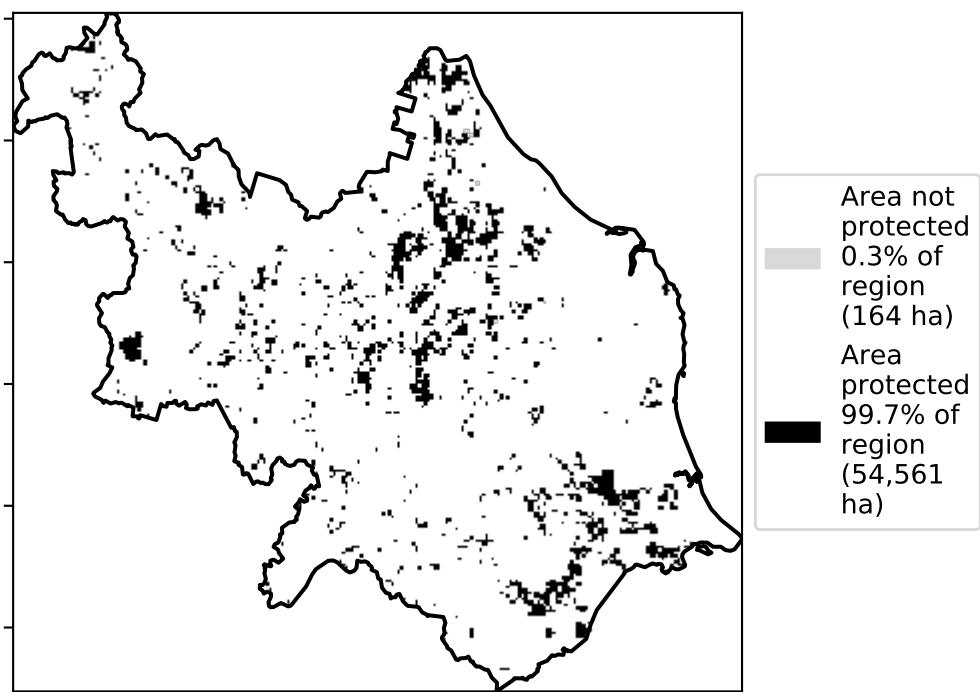 Area not
protected
0.3% of
region
(164 ha)
Area
protected
99.7% of
region
(54,561
ha)